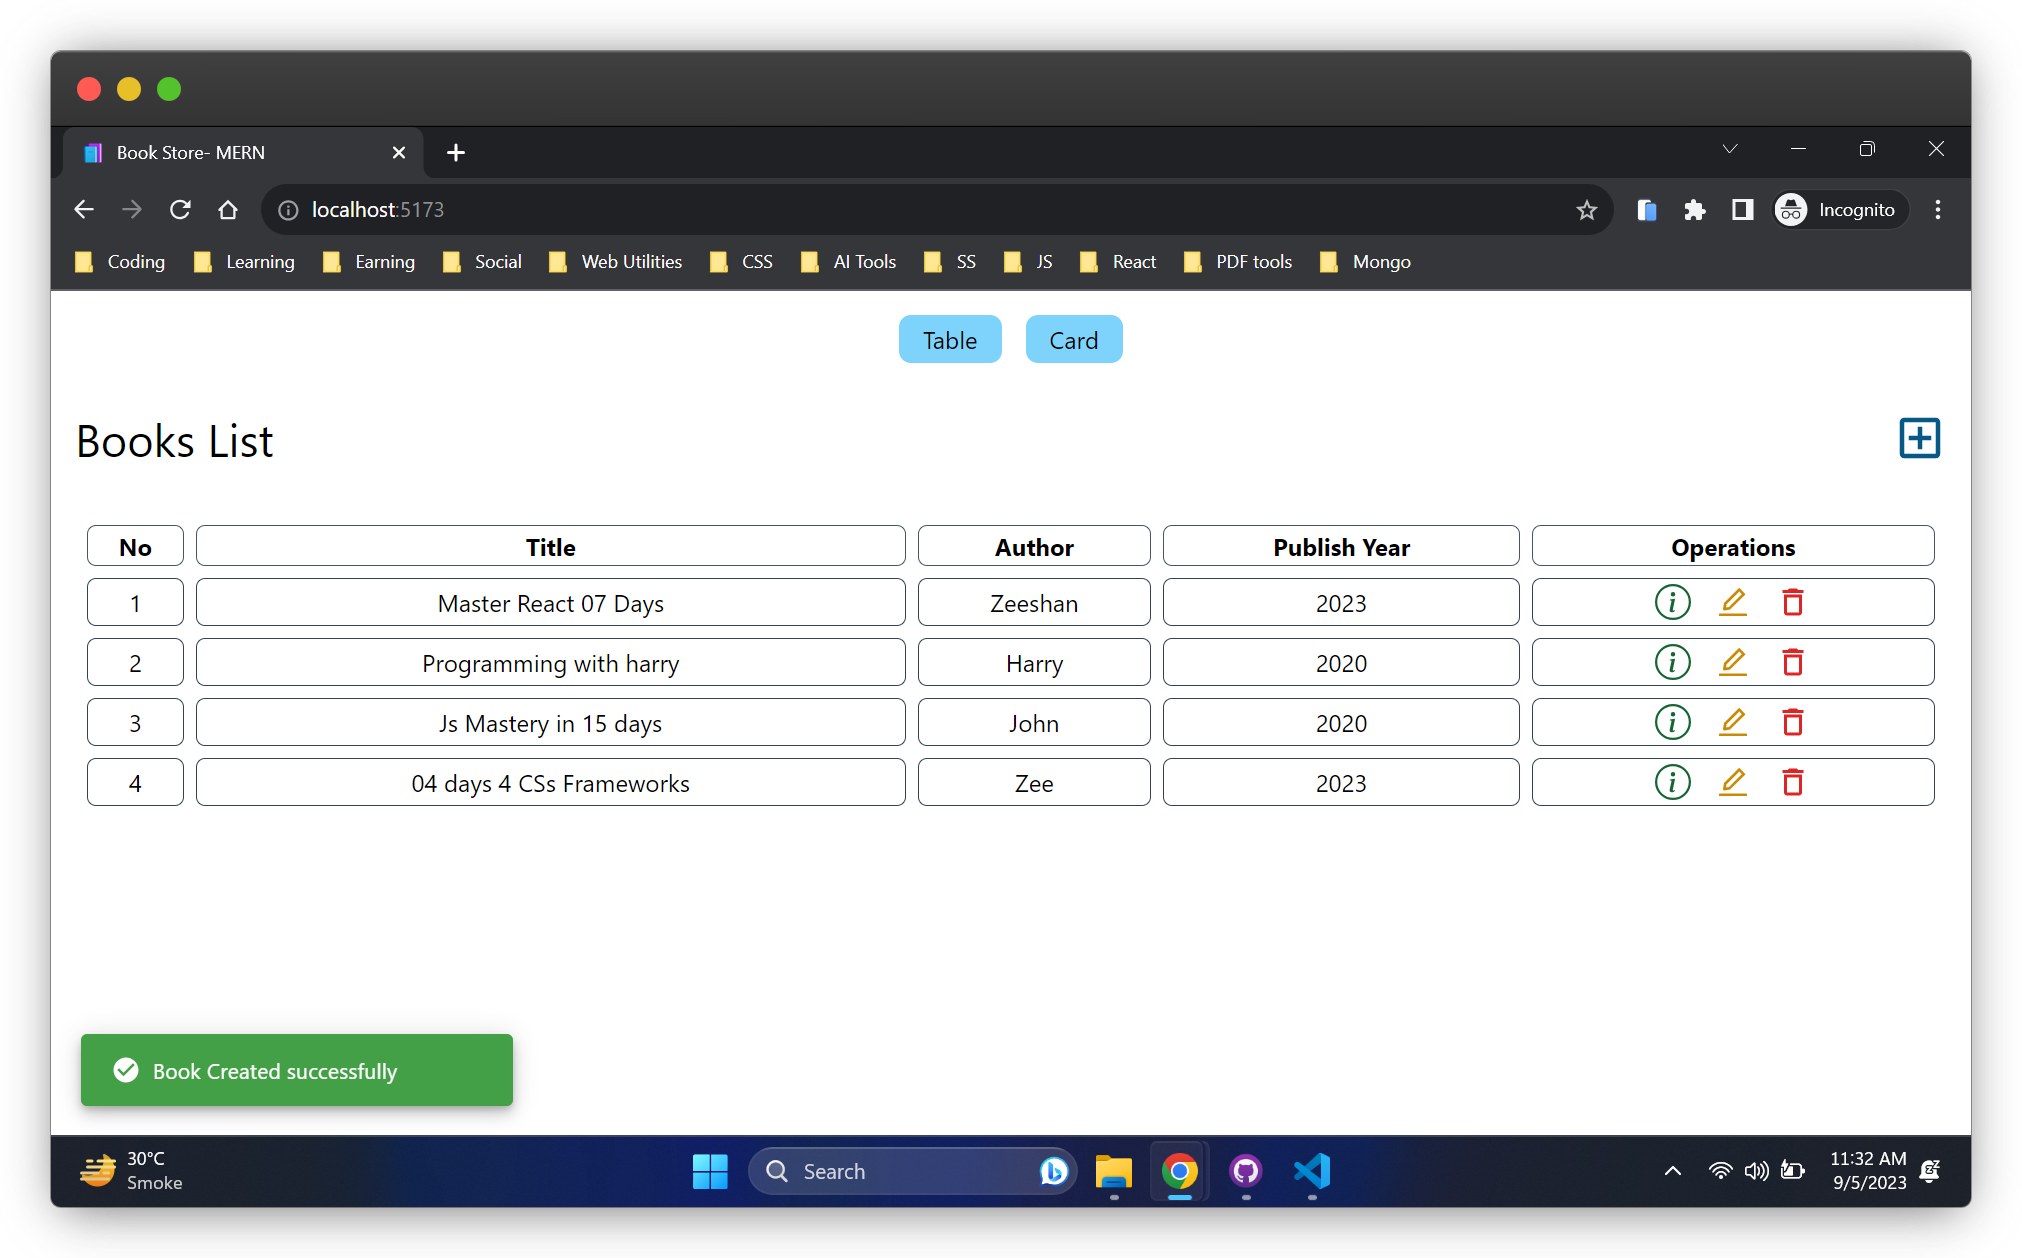 Book Store- MERN
localhost:5173
Incognito
Coding Learning Earning Social Web Utilities CSS AI Tools SS JS React PDF tools Mongo
Table Card
Books List
No Title Author Publish Year Operations
1 Master React 07 Days Zeeshan 2023
2 Programming with harry Harry 2020
3 Js Mastery in 15 days John 2020
4 04 days 4 CSs Frameworks Zee 2023
Book Created successfully
30°C
Smoke
Search
11:32 AM
9/5/2023